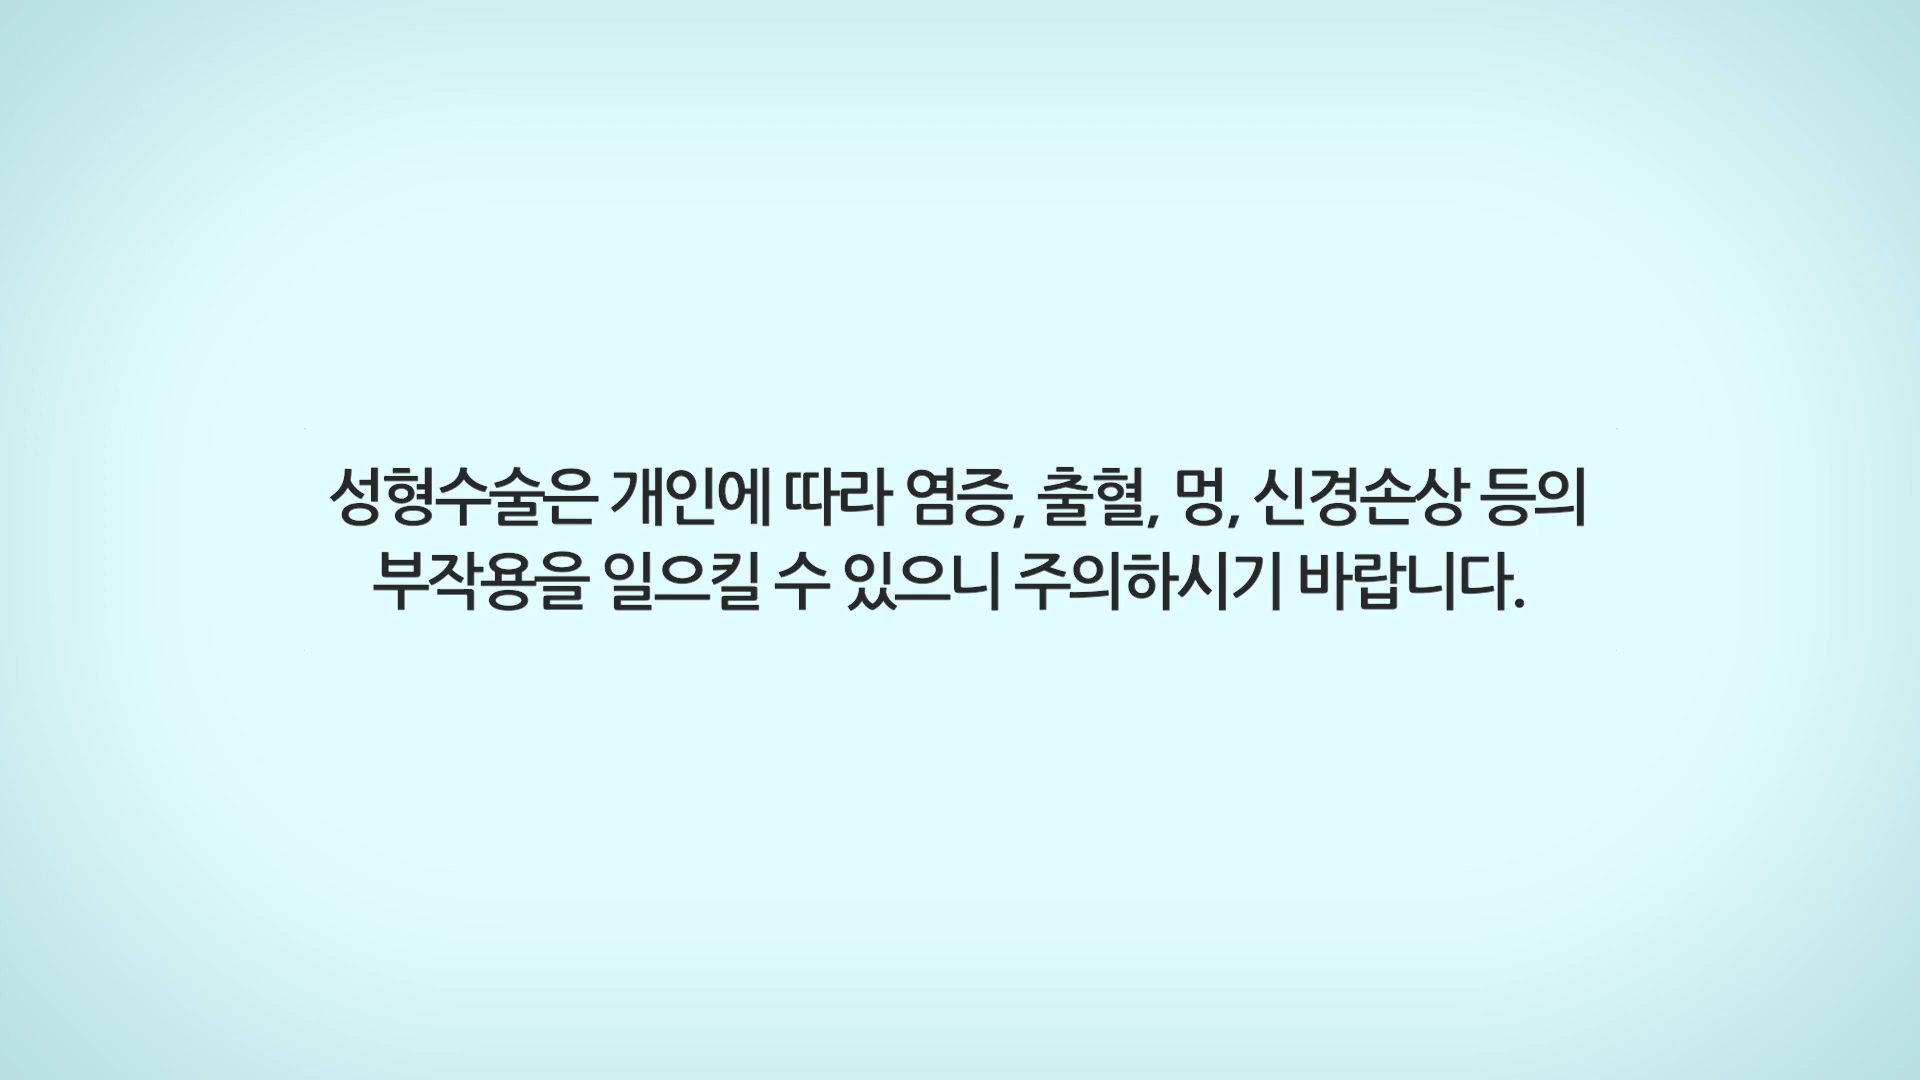 성형수술은 개인에 따라 염증, 출혈, 멍, 신경손상 등의
부작용을 일으킬 수 있으니 주의하시기 바랍니다.